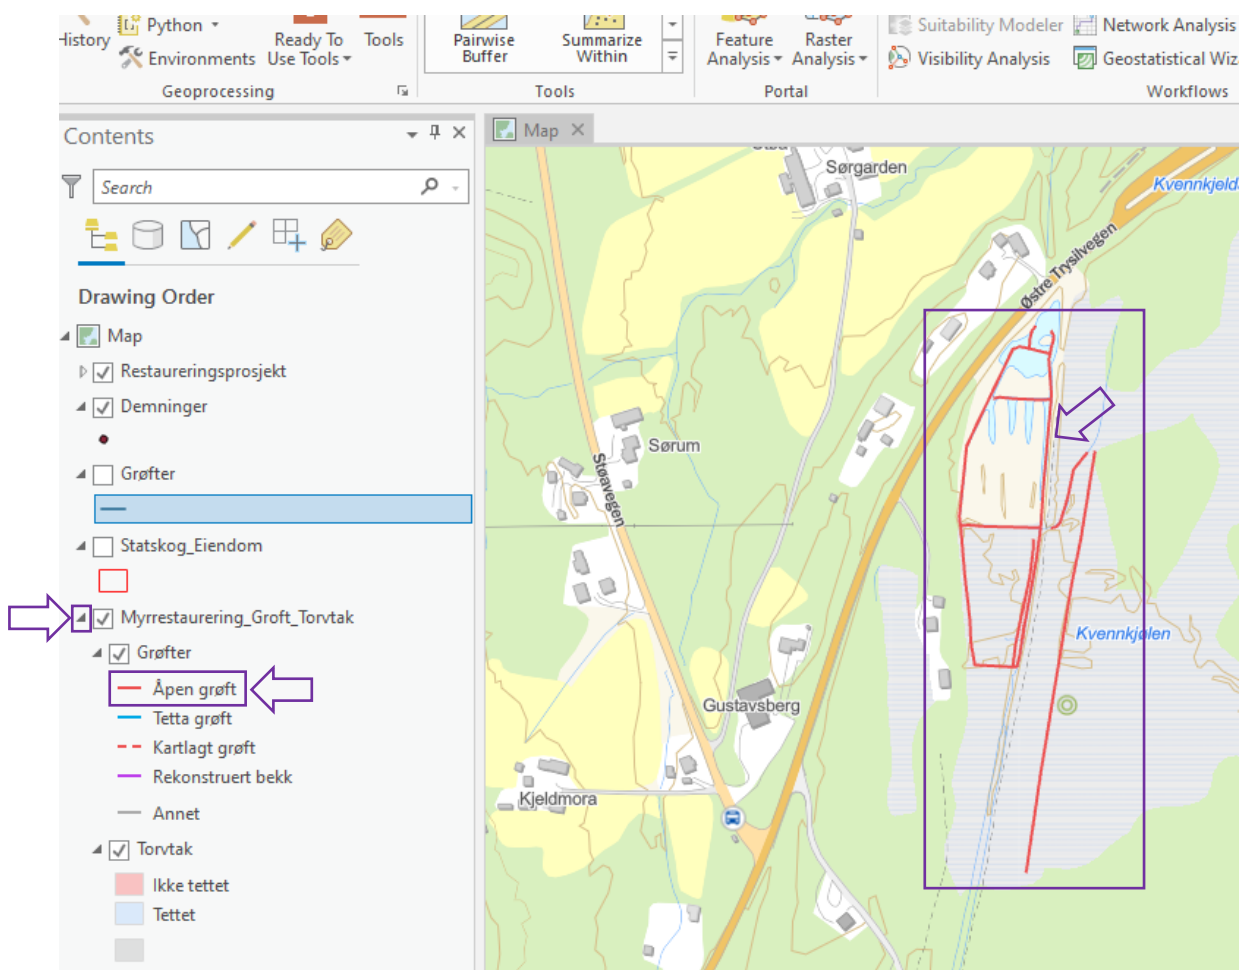 Python
History
Environments
Ready To
Use Tools
Tools
Pairwise
Buffer
Summarize
Within
Feature
Analysis
Raster
Analysis
Suitability Modeler
Network Analysis
Visibility Analysis
Geostatistical Wiz
Geoprocessing
Tools
Portal
Workflows
Contents
Map
Search
Drawing Order
Map
Restaureringsprosjekt
Demninger
Grøfter
Statskog_Eiendom
Myrrestaurering_Groft_Torvtak
Grøfter
Åpen grøft
Tetta grøft
Kartlagt grøft
Rekonstruert bekk
Annet
Torvtak
Ikke tettet
Tettet
Sørgarden
Kvennkjeld
Østre Trysilvegen
Sørum
Støavegen
Kvennkjølen
Gustavsberg
Kjeldmora